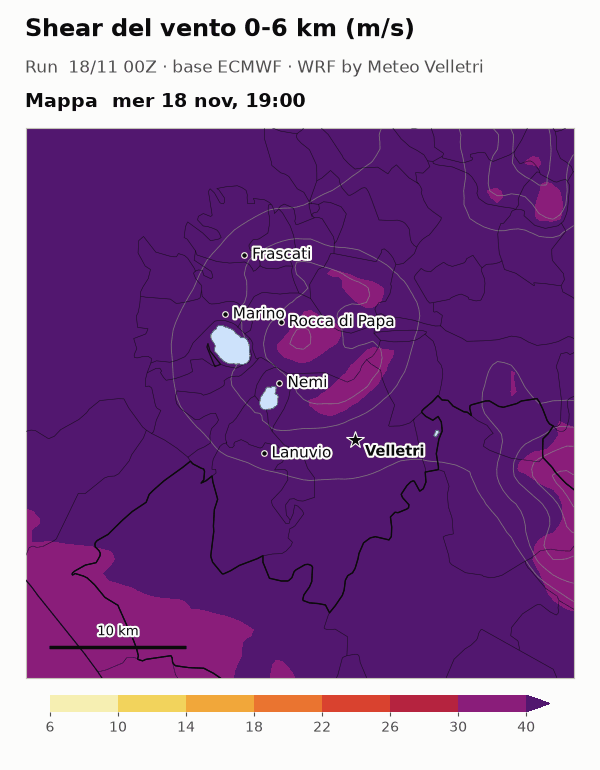 Shear del vento 0-6 km (m/s)
Run  18/11 00Z · base ECMWF · WRF by Meteo Velletri
Mappa  mer 18 nov, 19:00
Frascati
Marino
Rocca di Papa
Nemi
Velletri
Lanuvio
10 km
6 10 14 18 22 26 30 40